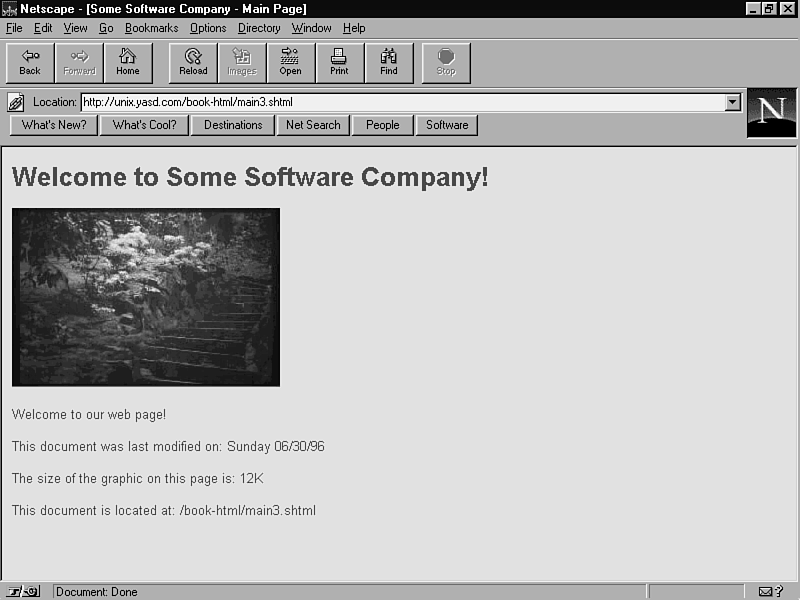 Netscape - [Some Software Company - Main Page]
File Edit View Go Bookmarks Options Directory Window Help
Back Forward Home Reload Images Open Print Find Stop
Location: http://unix.yasd.com/book-html/main3.shtml
N
What's New? What's Cool? Destinations Net Search People Software
Welcome to Some Software Company!
Welcome to our web page!
This document was last modified on: Sunday 06/30/96
The size of the graphic on this page is: 12K
This document is located at: /book-html/main3.shtml
Document: Done
?